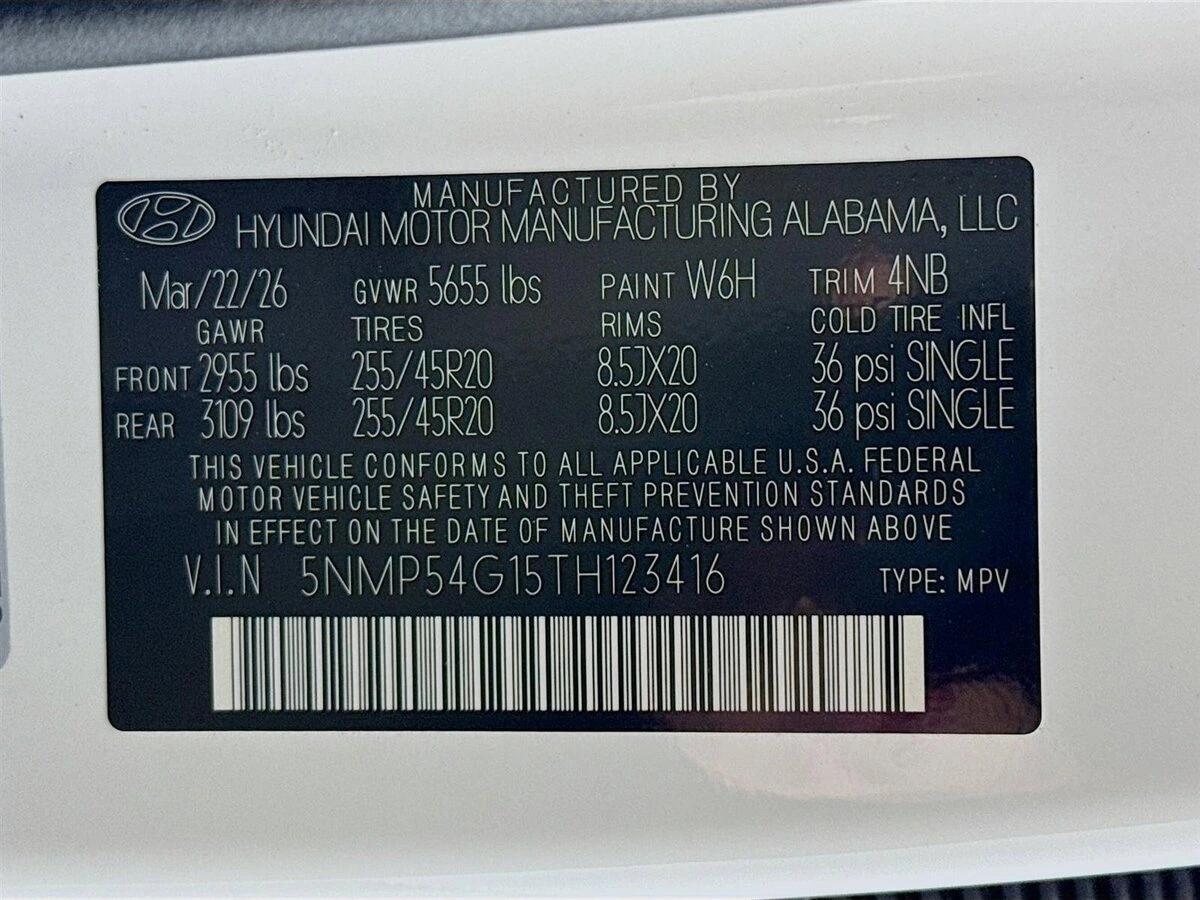 MANUFACTURED BY
HYUNDAI MOTOR MANUFACTURING ALABAMA, LLC
Mar/22/26 GVWR 5655 lbs PAINT W6H TRIM 4NB
GAWR TIRES RIMS COLD TIRE INFL
FRONT 2955 lbs 255/45R20 8.5JX20 36 psi SINGLE
REAR 3109 lbs 255/45R20 8.5JX20 36 psi SINGLE
THIS VEHICLE CONFORMS TO ALL APPLICABLE U.S.A. FEDERAL
MOTOR VEHICLE SAFETY AND THEFT PREVENTION STANDARDS
IN EFFECT ON THE DATE OF MANUFACTURE SHOWN ABOVE
V.I.N 5NMP54G15TH123416 TYPE: MPV